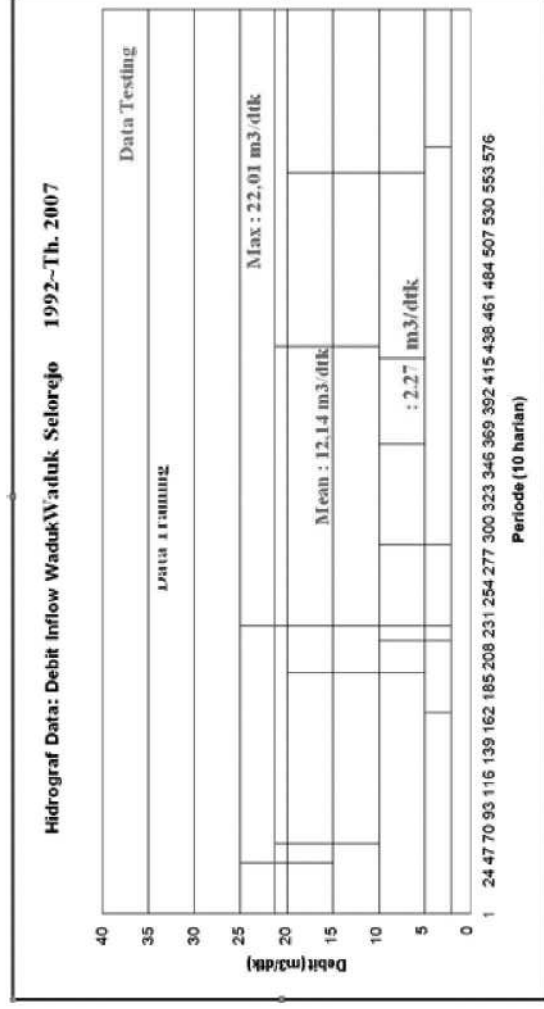 Hidrograf Data: Debit Inflow WadukWaduk Selorejo 1992~Th. 2007
Data Testing
Data Training
Max : 22,01 m3/dtk
Mean : 12,14 m3/dtk
: 2.27 m3/dtk
Debit (m3/dtk)
40
35
30
25
20
15
10
5
0
1 24 47 70 93 116 139 162 185 208 231 254 277 300 323 346 369 392 415 438 461 484 507 530 553 576
Periode (10 harian)